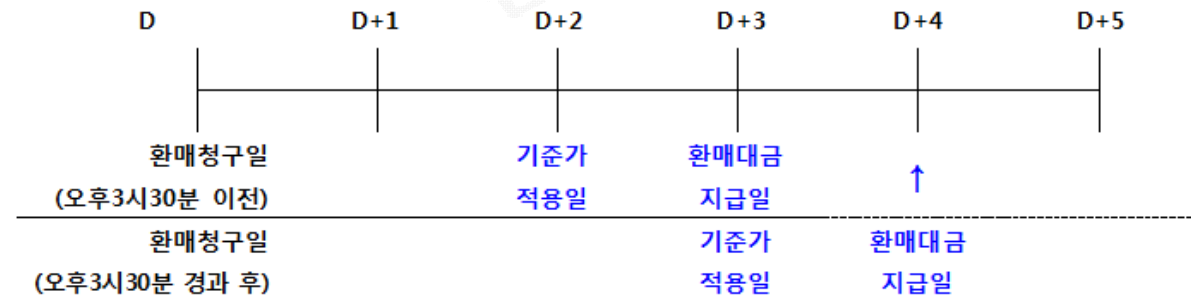 D D+1 D+2 D+3 D+4 D+5
환매청구일 기준가 환매대금
(오후3시30분 이전) 적용일 지급일 ↑
환매청구일 기준가 환매대금
(오후3시30분 경과 후) 적용일 지급일